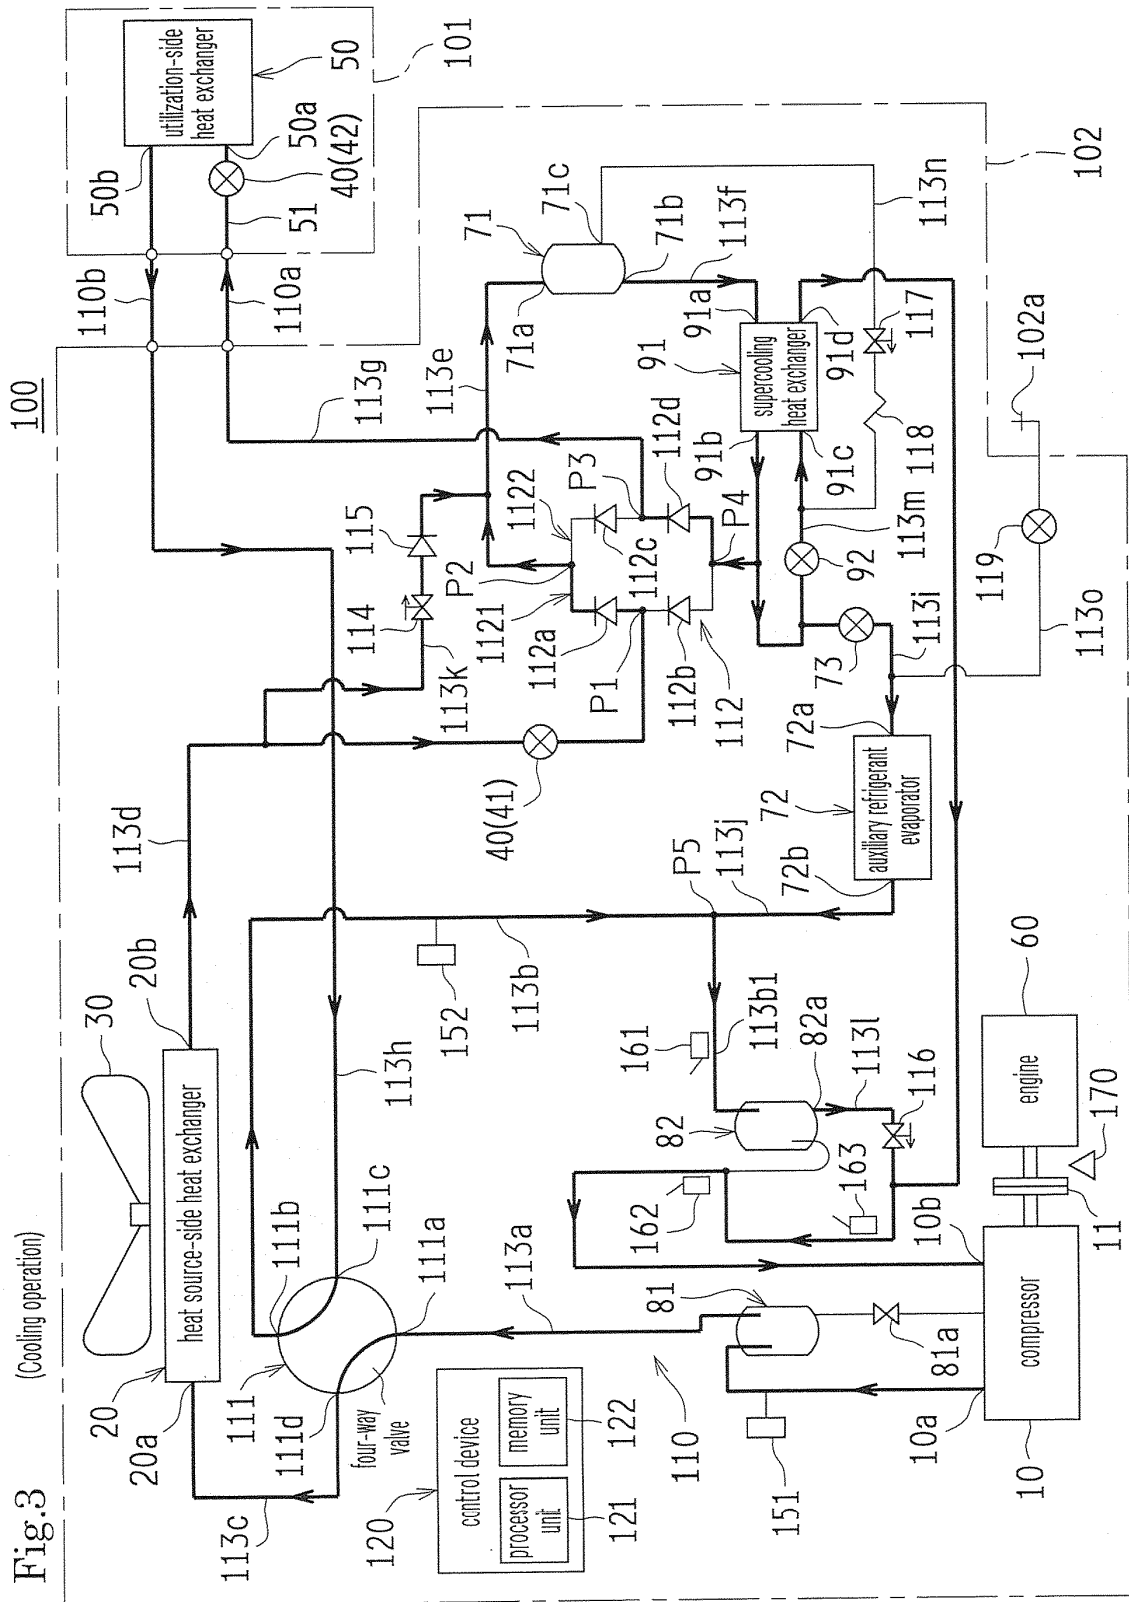 Fig.3
(Cooling operation)
100
113c
20a
20
heat source-side heat exchanger
30
20b
113d
111
111d
four-way
valve
111b
111c
111a
113h
113b
152
120
control device
processor
unit
121
memory
unit
122
110
113a
151
81
81a
10a
10
compressor
10b
11
170
engine
60
162
163
82
82a
161
113b1
113l
116
P5
113j
72b
72
auxiliary refrigerant
evaporator
72a
73
113i
113o
119
102a
40(41)
113k
114
115
P1
P2
P3
P4
1121
1122
112a
112b
112c
112d
112
92
113m
118
117
91
91a
91b
91c
91d
supercooling
heat exchanger
113e
113g
71
71a
71b
71c
113f
113n
102
110b
110a
51
50b
50a
40(42)
50
utilization-side
heat exchanger
101